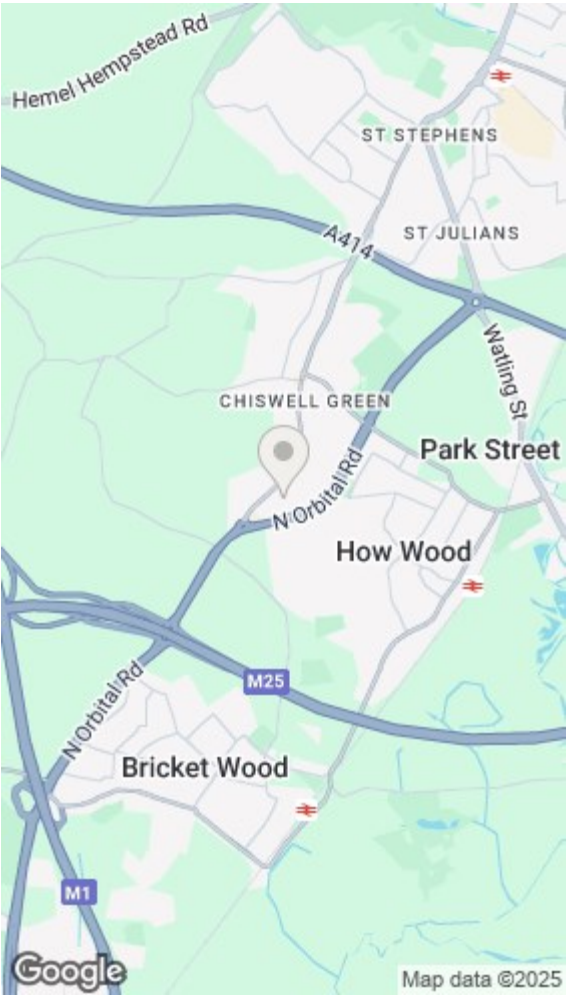 Hemel Hempstead Rd
ST STEPHENS
A414
ST JULIANS
Watling St
CHISWELL GREEN
Park Street
N Orbital Rd
How Wood
M25
N Orbital Rd
Bricket Wood
M1
Google
Map data ©2025